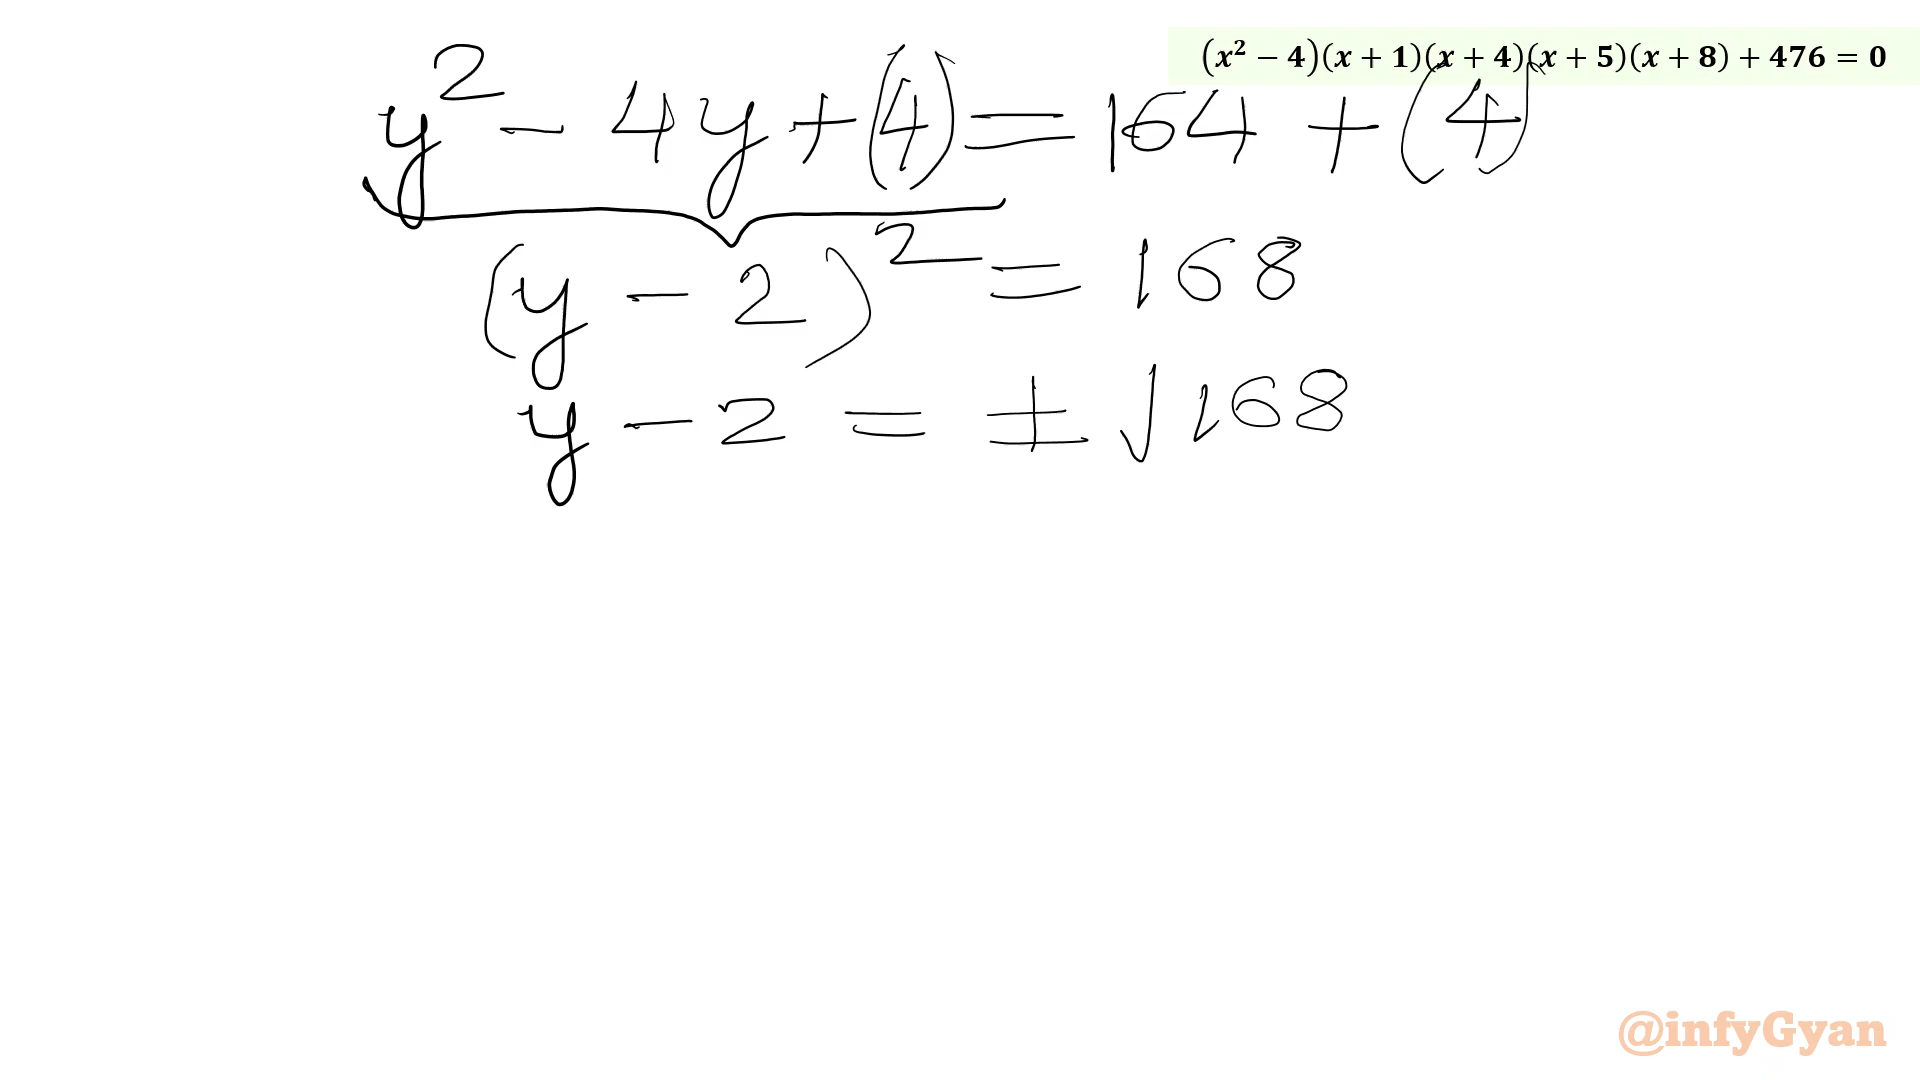 (x² − 4)(x + 1)(x + 4)(x + 5)(x + 8) + 476 = 0
y² − 4y + (4) = 164 + (4)
(y − 2)² = 168
y − 2 = ± √168
@infyGyan